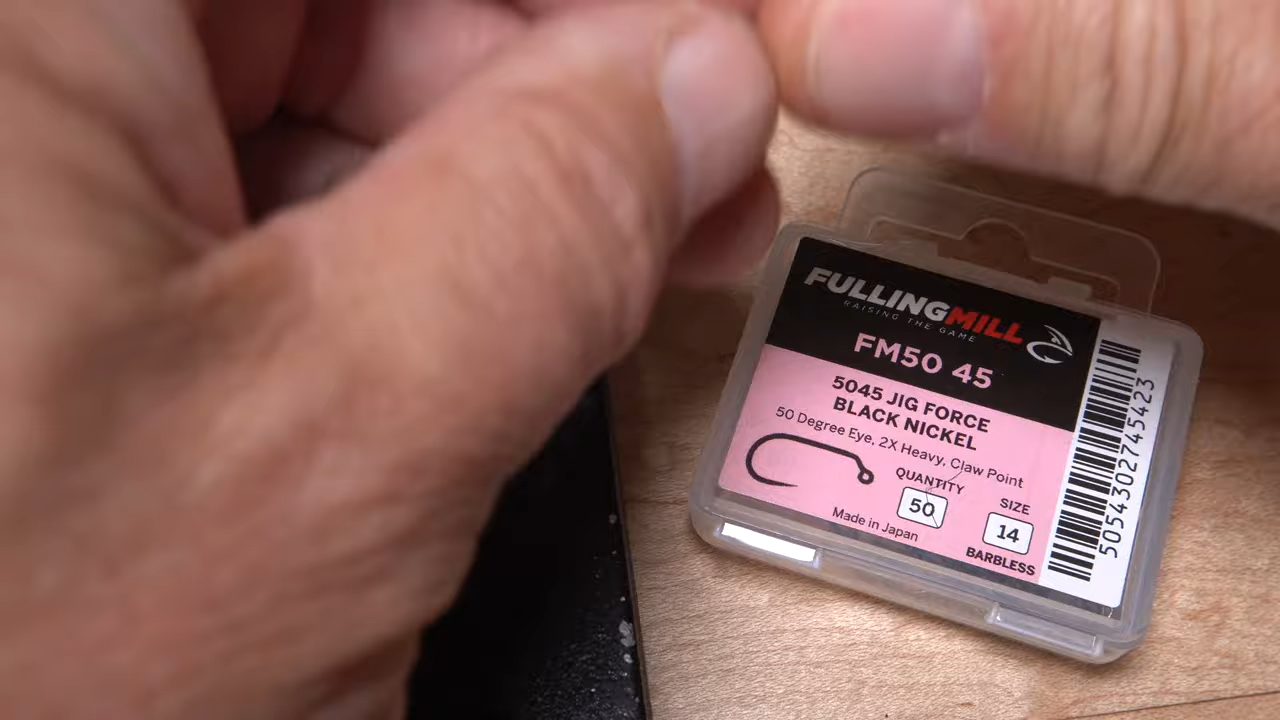 FULLINGMILL
RAISING THE GAME
FM50 45
5045 JIG FORCE
BLACK NICKEL
50 Degree Eye, 2X Heavy, Claw Point
QUANTITY
50
SIZE
14
Made in Japan
BARBLESS
5054302745423